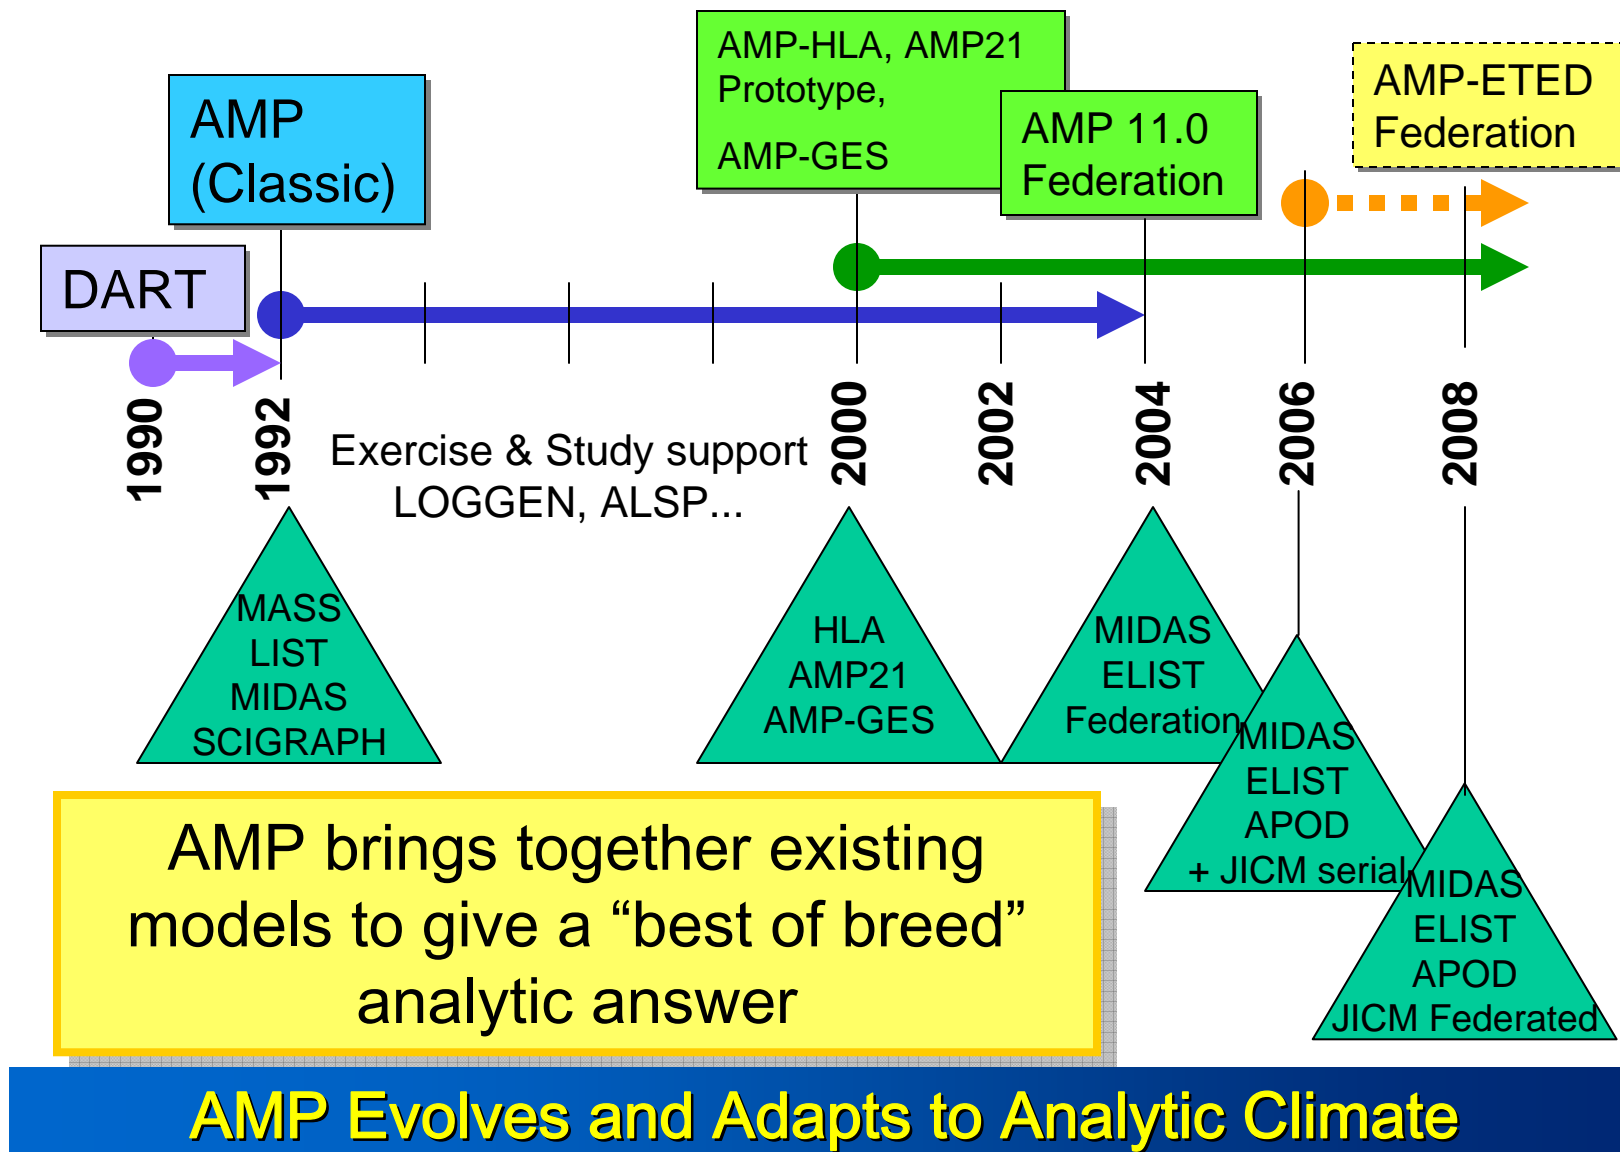 AMP-HLA, AMP21
Prototype,
AMP-GES
AMP-ETED
Federation
AMP
(Classic)
AMP 11.0
Federation
DART
1990
1992
2000
2002
2004
2006
2008
Exercise & Study support
LOGGEN, ALSP...
MASS
LIST
MIDAS
SCIGRAPH
HLA
AMP21
AMP-GES
MIDAS
ELIST
Federation
MIDAS
ELIST
APOD
+ JICM serial
MIDAS
ELIST
APOD
JICM Federated
AMP brings together existing
models to give a “best of breed”
analytic answer
AMP Evolves and Adapts to Analytic Climate